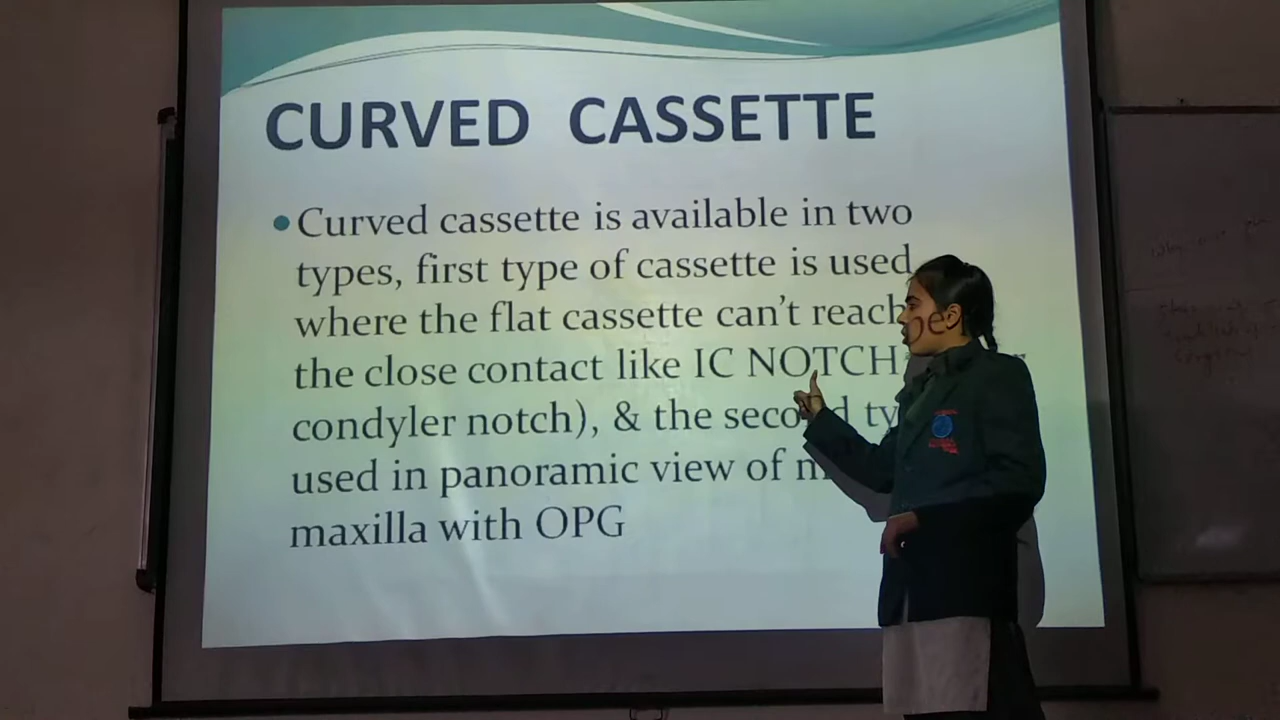 CURVED CASSETTE
Curved cassette is available in two
types, first type of cassette is used
where the flat cassette can't reach
the close contact like IC NOTCH
condyler notch), & the second ty
used in panoramic view of m
maxilla with OPG